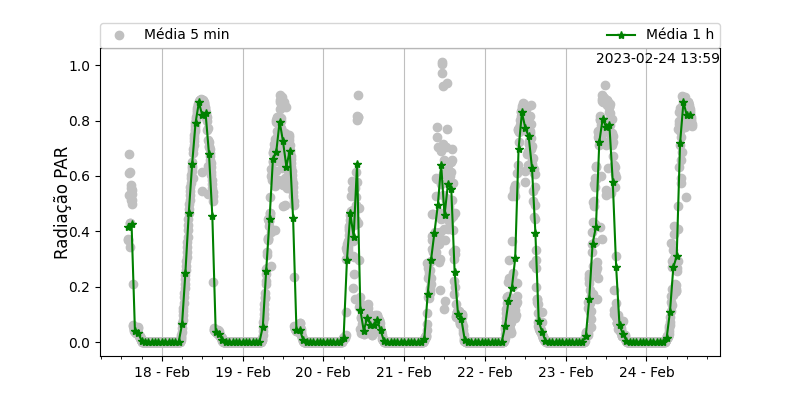 Média 5 min
Média 1 h
2023-02-24 13:59
Radiação PAR
1.0
0.8
0.6
0.4
0.2
0.0
18 - Feb
19 - Feb
20 - Feb
21 - Feb
22 - Feb
23 - Feb
24 - Feb